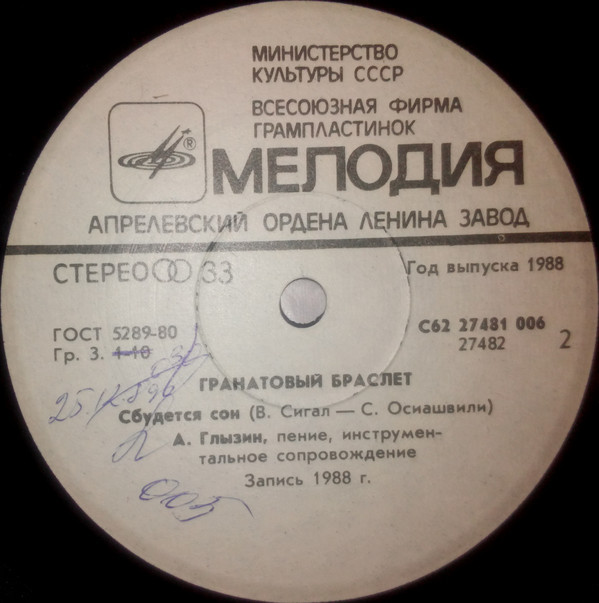 МИНИСТЕРСТВО
КУЛЬТУРЫ СССР
ВСЕСОЮЗНАЯ ФИРМА
ГРАМПЛАСТИНОК
®
МЕЛОДИЯ
АПРЕЛЕВСКИЙ ОРДЕНА ЛЕНИНА ЗАВОД
СТЕРЕО 33
Год выпуска 1988
ГОСТ 5289-80
Гр. 3. 1-10
С62 27481 006
27482
2
ГРАНАТОВЫЙ БРАСЛЕТ
Сбудется сон (В. Сигал — С. Осиашвили)
А. Глызин, пение, инструмен-
тальное сопровождение
Запись 1988 г.
005